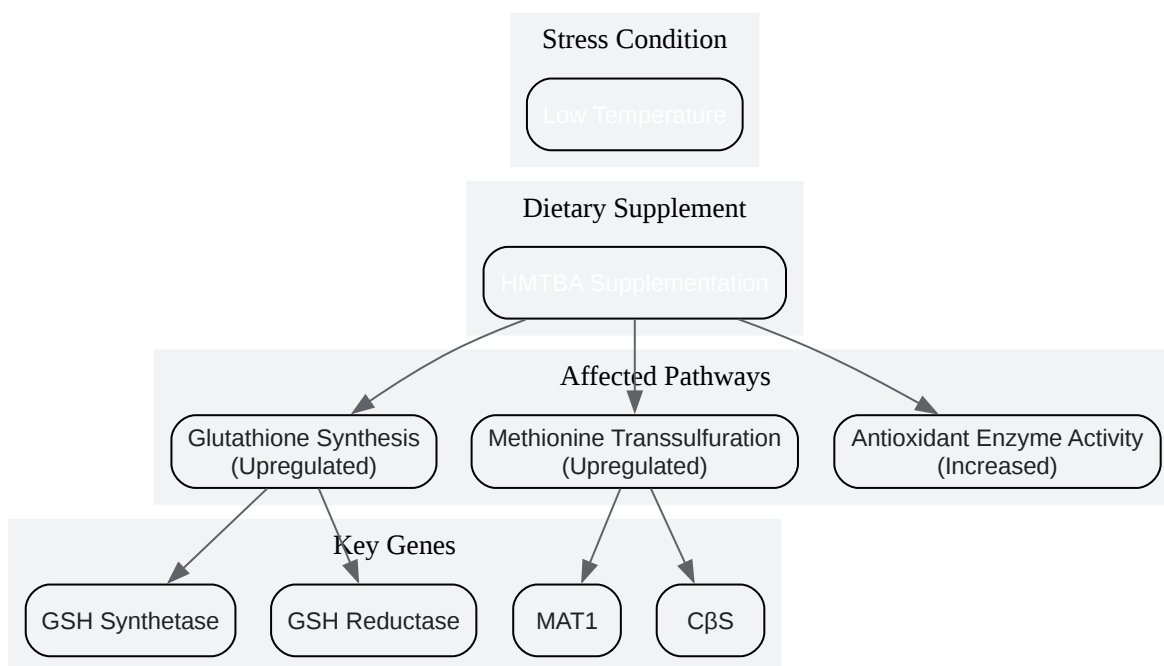 Stress Condition
Low Temperature
Dietary Supplement
HMTBA Supplementation
Affected Pathways
Glutathione Synthesis
(Upregulated)
Methionine Transsulfuration
(Upregulated)
Antioxidant Enzyme Activity
(Increased)
Key Genes
GSH Synthetase
GSH Reductase
MAT1
CβS